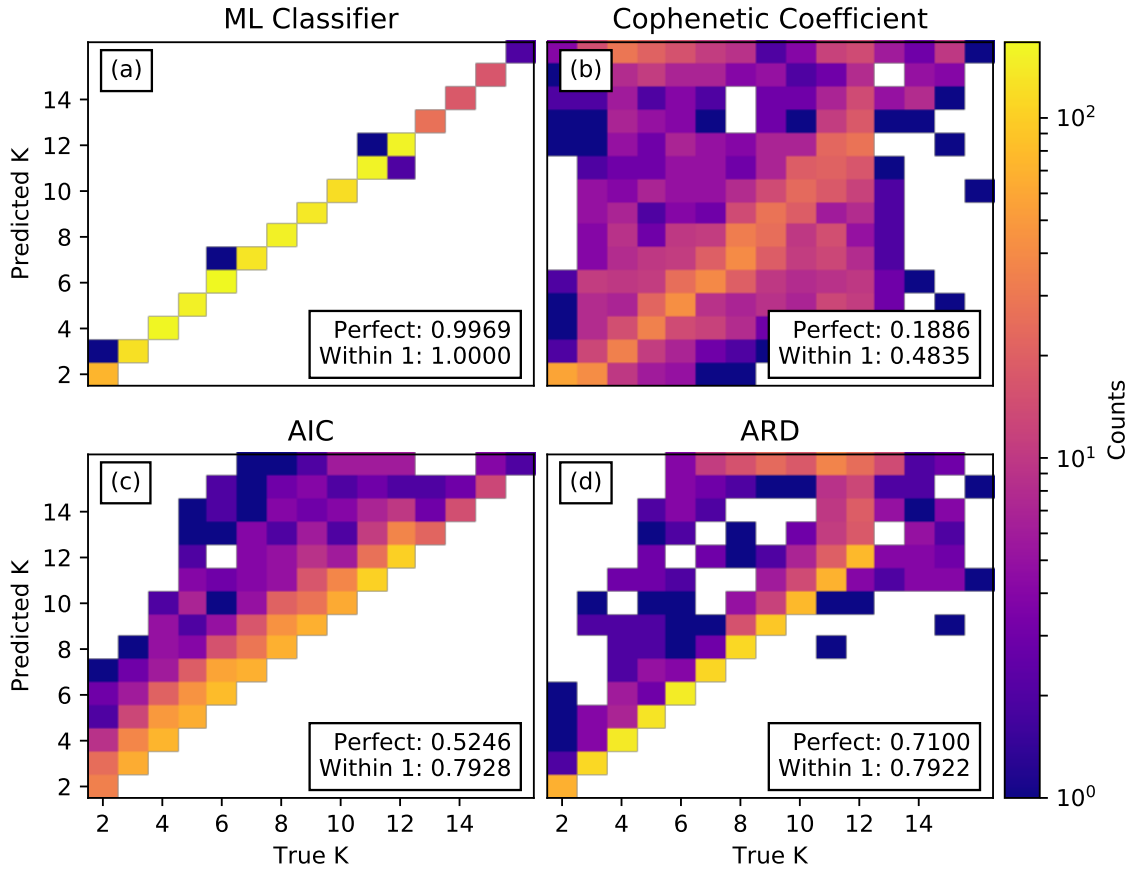 ML Classifier
Cophenetic Coefficient
(a)
(b)
Predicted K
14
12
10
8
6
4
2
Perfect: 0.9969
Within 1: 1.0000
Perfect: 0.1886
Within 1: 0.4835
AIC
ARD
(c)
(d)
Predicted K
14
12
10
8
6
4
2
Perfect: 0.5246
Within 1: 0.7928
Perfect: 0.7100
Within 1: 0.7922
2 4 6 8 10 12 14
True K
2 4 6 8 10 12 14
True K
10²
10¹
10⁰
Counts